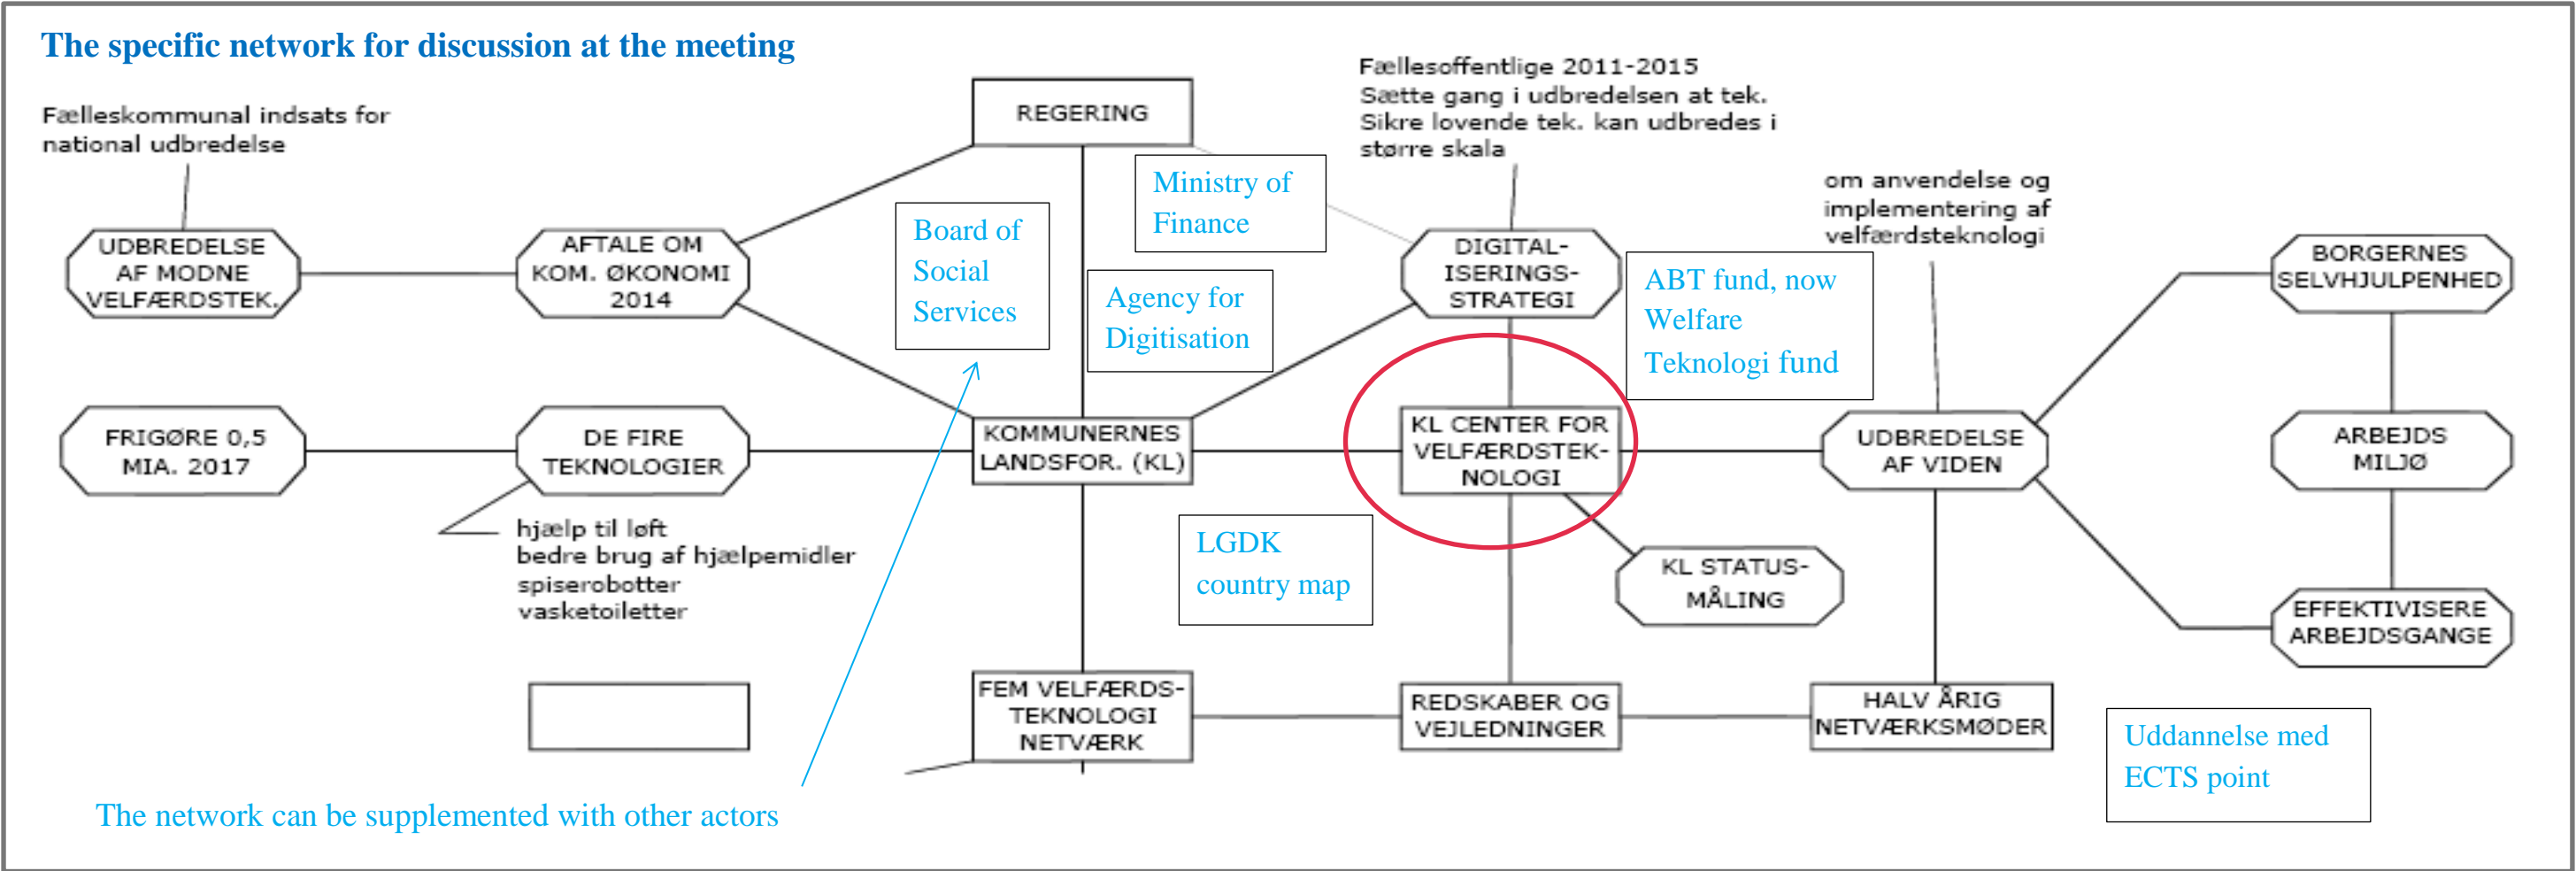 The specific network for discussion at the meeting
Fælleskommunal indsats for
national udbredelse
REGERING
Fællesoffentlige 2011-2015
Sætte gang i udbredelsen at tek.
Sikre lovende tek. kan udbredes i
større skala
Ministry of
Finance
Board of
Social
Services
Agency for
Digitisation
om anvendelse og
implementering af
velfærdsteknologi
UDBREDELSE
AF MODNE
VELFÆRDSTEK.
AFTALE OM
KOM. ØKONOMI
2014
DIGITAL-
ISERINGS-
STRATEGI
ABT fund, now
Welfare
Teknologi fund
BORGERNES
SELVHJULPENHED
FRIGØRE 0,5
MIA. 2017
DE FIRE
TEKNOLOGIER
KOMMUNERNES
LANDSFOR. (KL)
KL CENTER FOR
VELFÆRDSTEK-
NOLOGI
UDBREDELSE
AF VIDEN
ARBEJDS
MILJØ
hjælp til løft
bedre brug af hjælpemidler
spiserobotter
vasketoiletter
LGDK
country map
KL STATUS-
MÅLING
EFFEKTIVISERE
ARBEJDSGANGE
FEM VELFÆRDS-
TEKNOLOGI
NETVÆRK
REDSKABER OG
VEJLEDNINGER
HALV ÅRIG
NETVÆRKSMØDER
Uddannelse med
ECTS point
The network can be supplemented with other actors